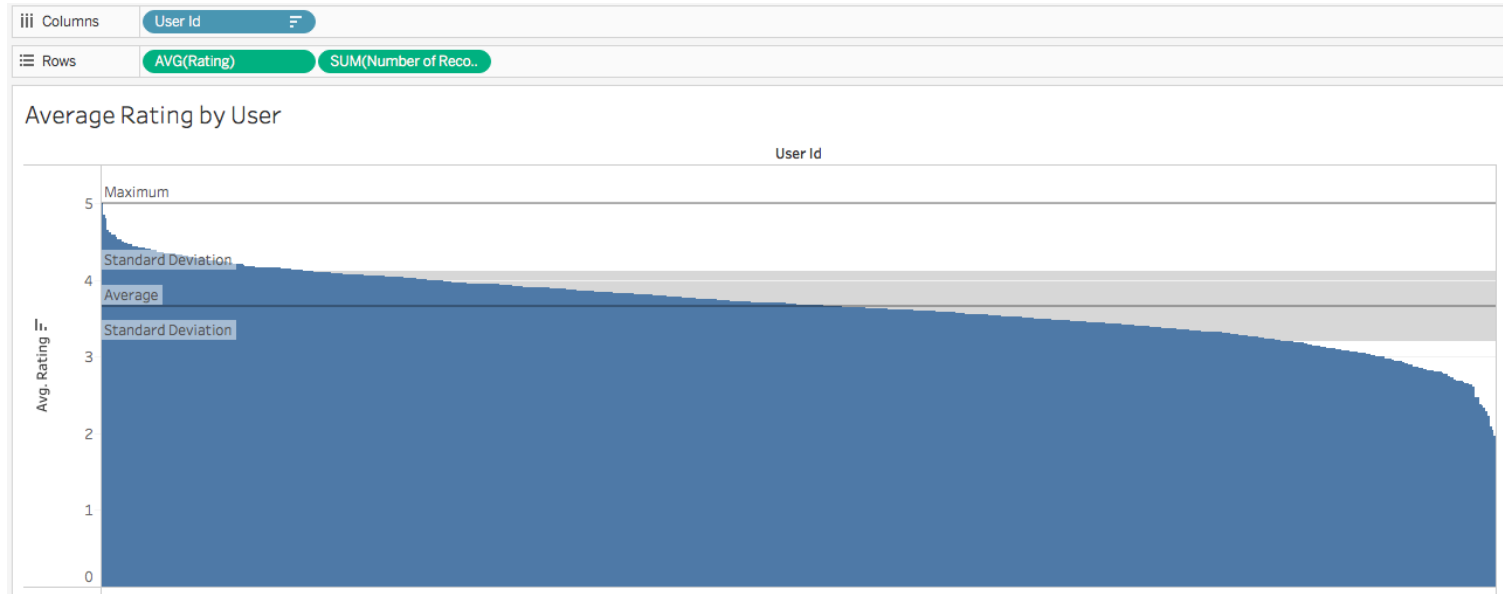 Columns User Id
Rows AVG(Rating) SUM(Number of Reco..
Average Rating by User
User Id
Maximum
5
Standard Deviation
4
Average
Standard Deviation
3
Avg. Rating
2
1
0